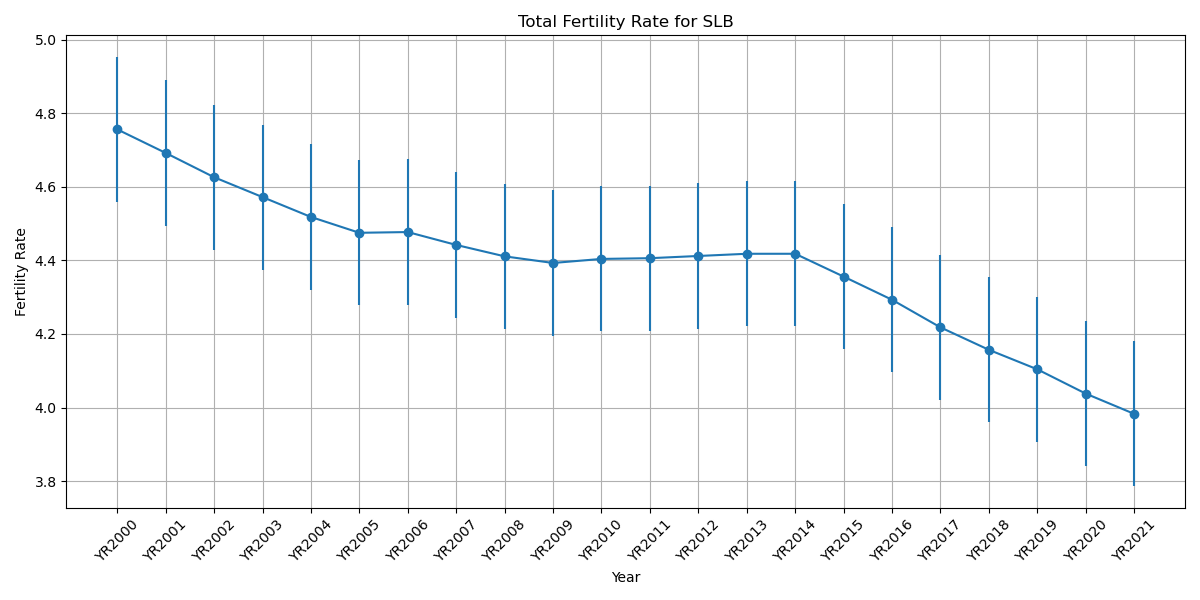 Total Fertility Rate for SLB
Fertility Rate
5.0
4.8
4.6
4.4
4.2
4.0
3.8
YR2000
YR2001
YR2002
YR2003
YR2004
YR2005
YR2006
YR2007
YR2008
YR2009
YR2010
YR2011
YR2012
YR2013
YR2014
YR2015
YR2016
YR2017
YR2018
YR2019
YR2020
YR2021
Year